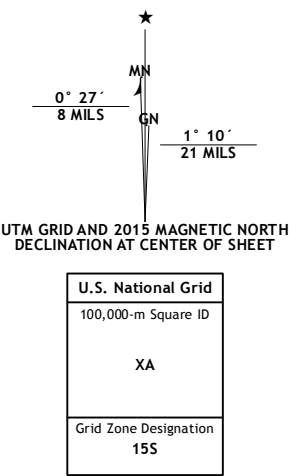 ★
MN
0° 27´
8 MILS
GN
1° 10´
21 MILS
UTM GRID AND 2015 MAGNETIC NORTH
DECLINATION AT CENTER OF SHEET
U.S. National Grid
100,000-m Square ID
XA
Grid Zone Designation
15S